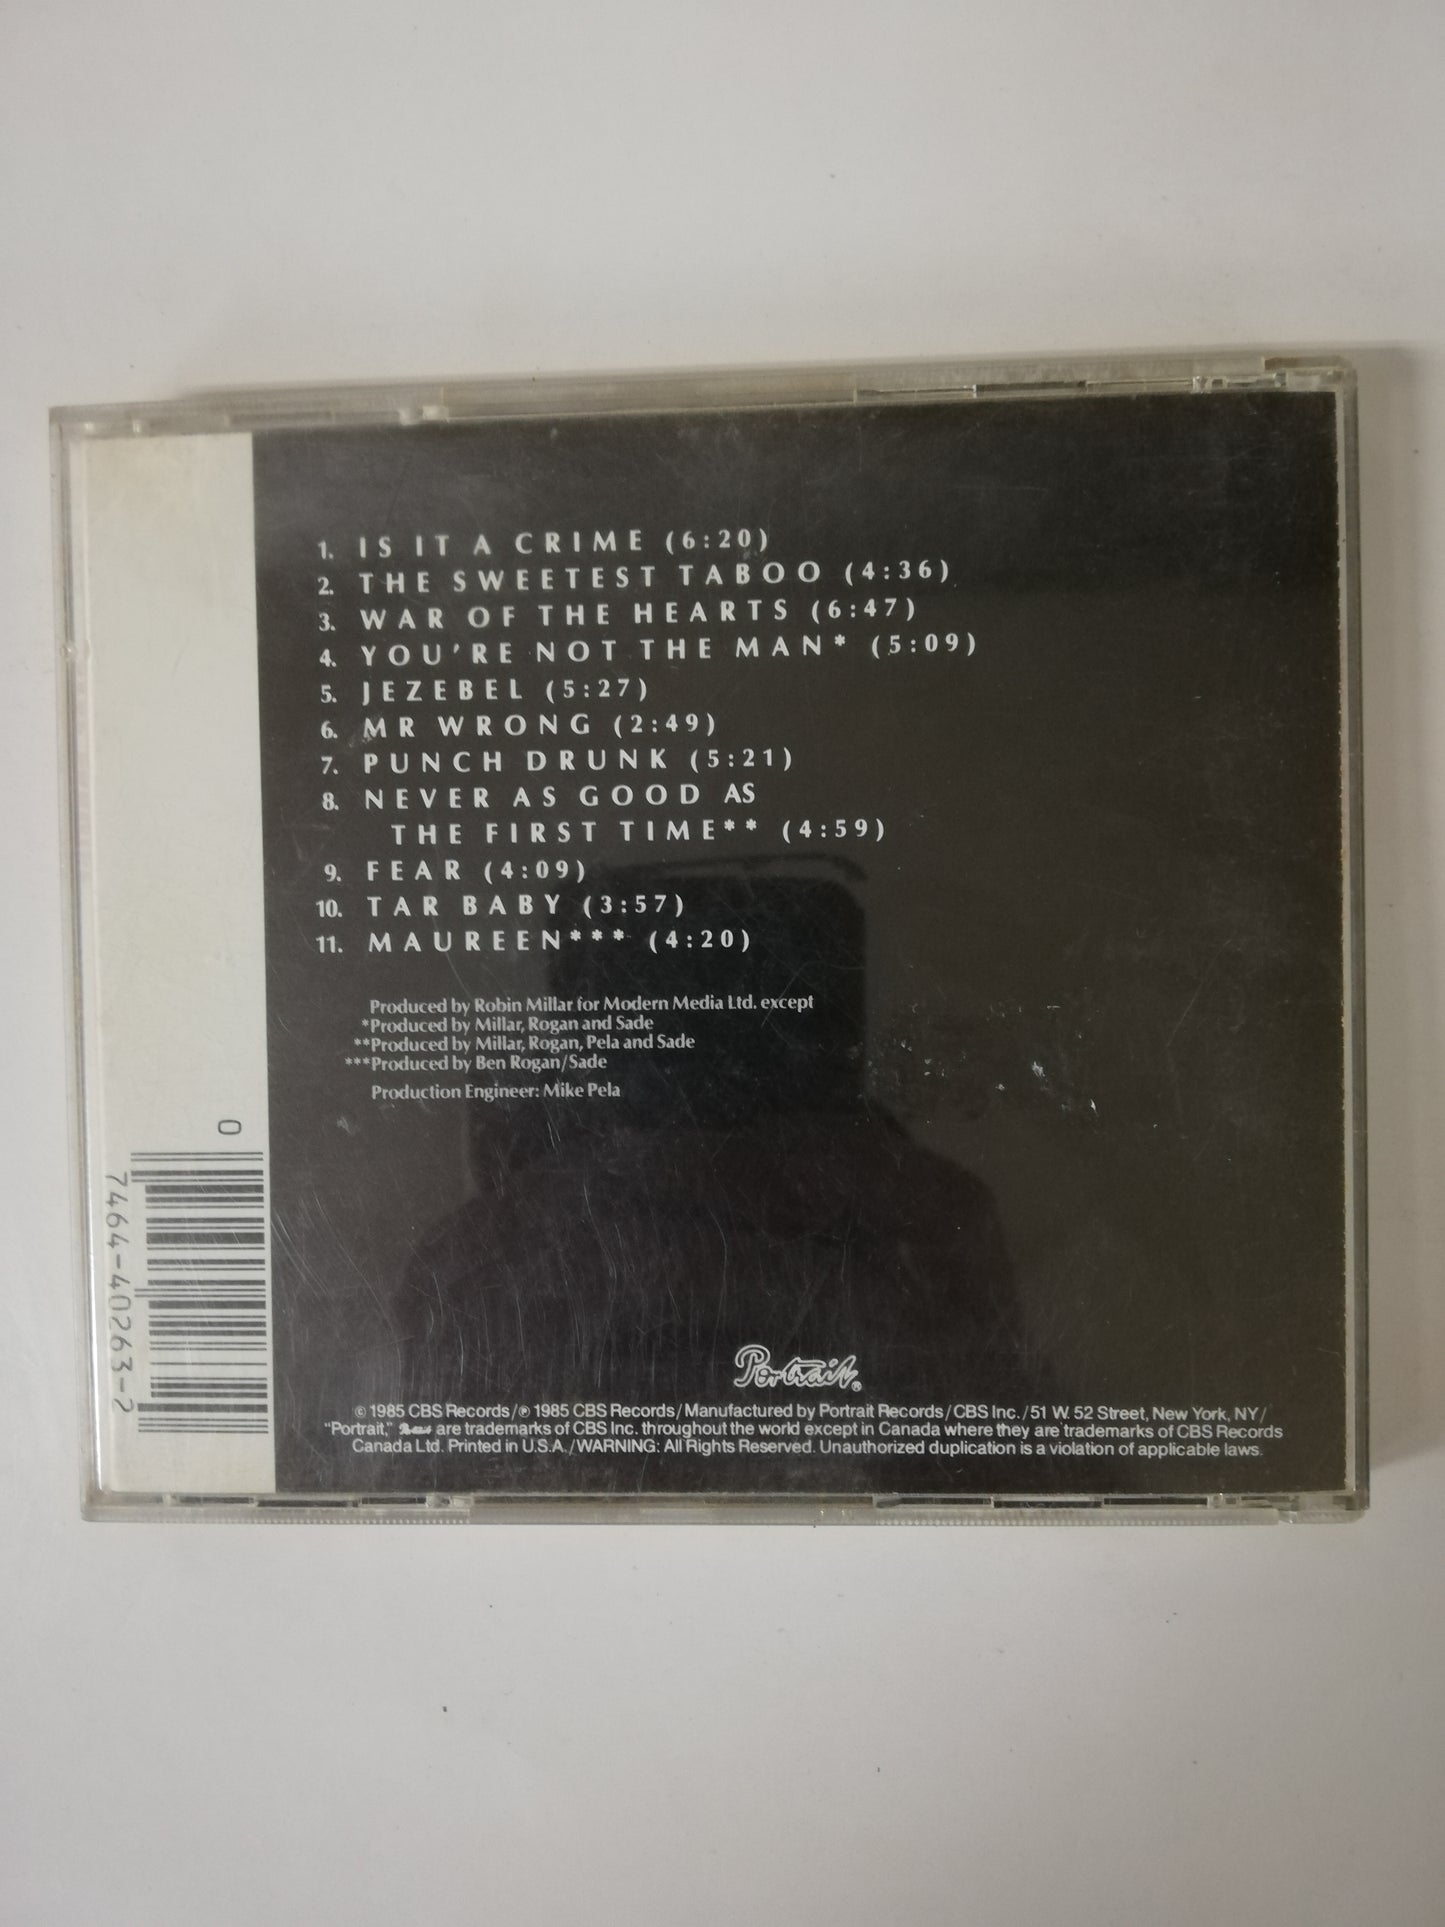 1. IS IT A CRIME (6:20)
2. THE SWEETEST TABOO (4:36)
3. WAR OF THE HEARTS (6:47)
4. YOU'RE NOT THE MAN* (5:09)
5. JEZEBEL (5:27)
6. MR WRONG (2:49)
7. PUNCH DRUNK (5:21)
8. NEVER AS GOOD AS
THE FIRST TIME** (4:59)
9. FEAR (4:09)
10. TAR BABY (3:57)
11. MAUREEN*** (4:20)
Produced by Robin Millar for Modern Media Ltd. except
*Produced by Millar, Rogan and Sade
**Produced by Millar, Rogan, Pela and Sade
***Produced by Ben Rogan/Sade
Production Engineer: Mike Pela
0
7464-40263-2
Portrait®
© 1985 CBS Records/℗ 1985 CBS Records/Manufactured by Portrait Records/CBS Inc./51 W. 52 Street, New York, NY/
"Portrait," are trademarks of CBS Inc. throughout the world except in Canada where they are trademarks of CBS Records
Canada Ltd. Printed in U.S.A./WARNING: All Rights Reserved. Unauthorized duplication is a violation of applicable laws.